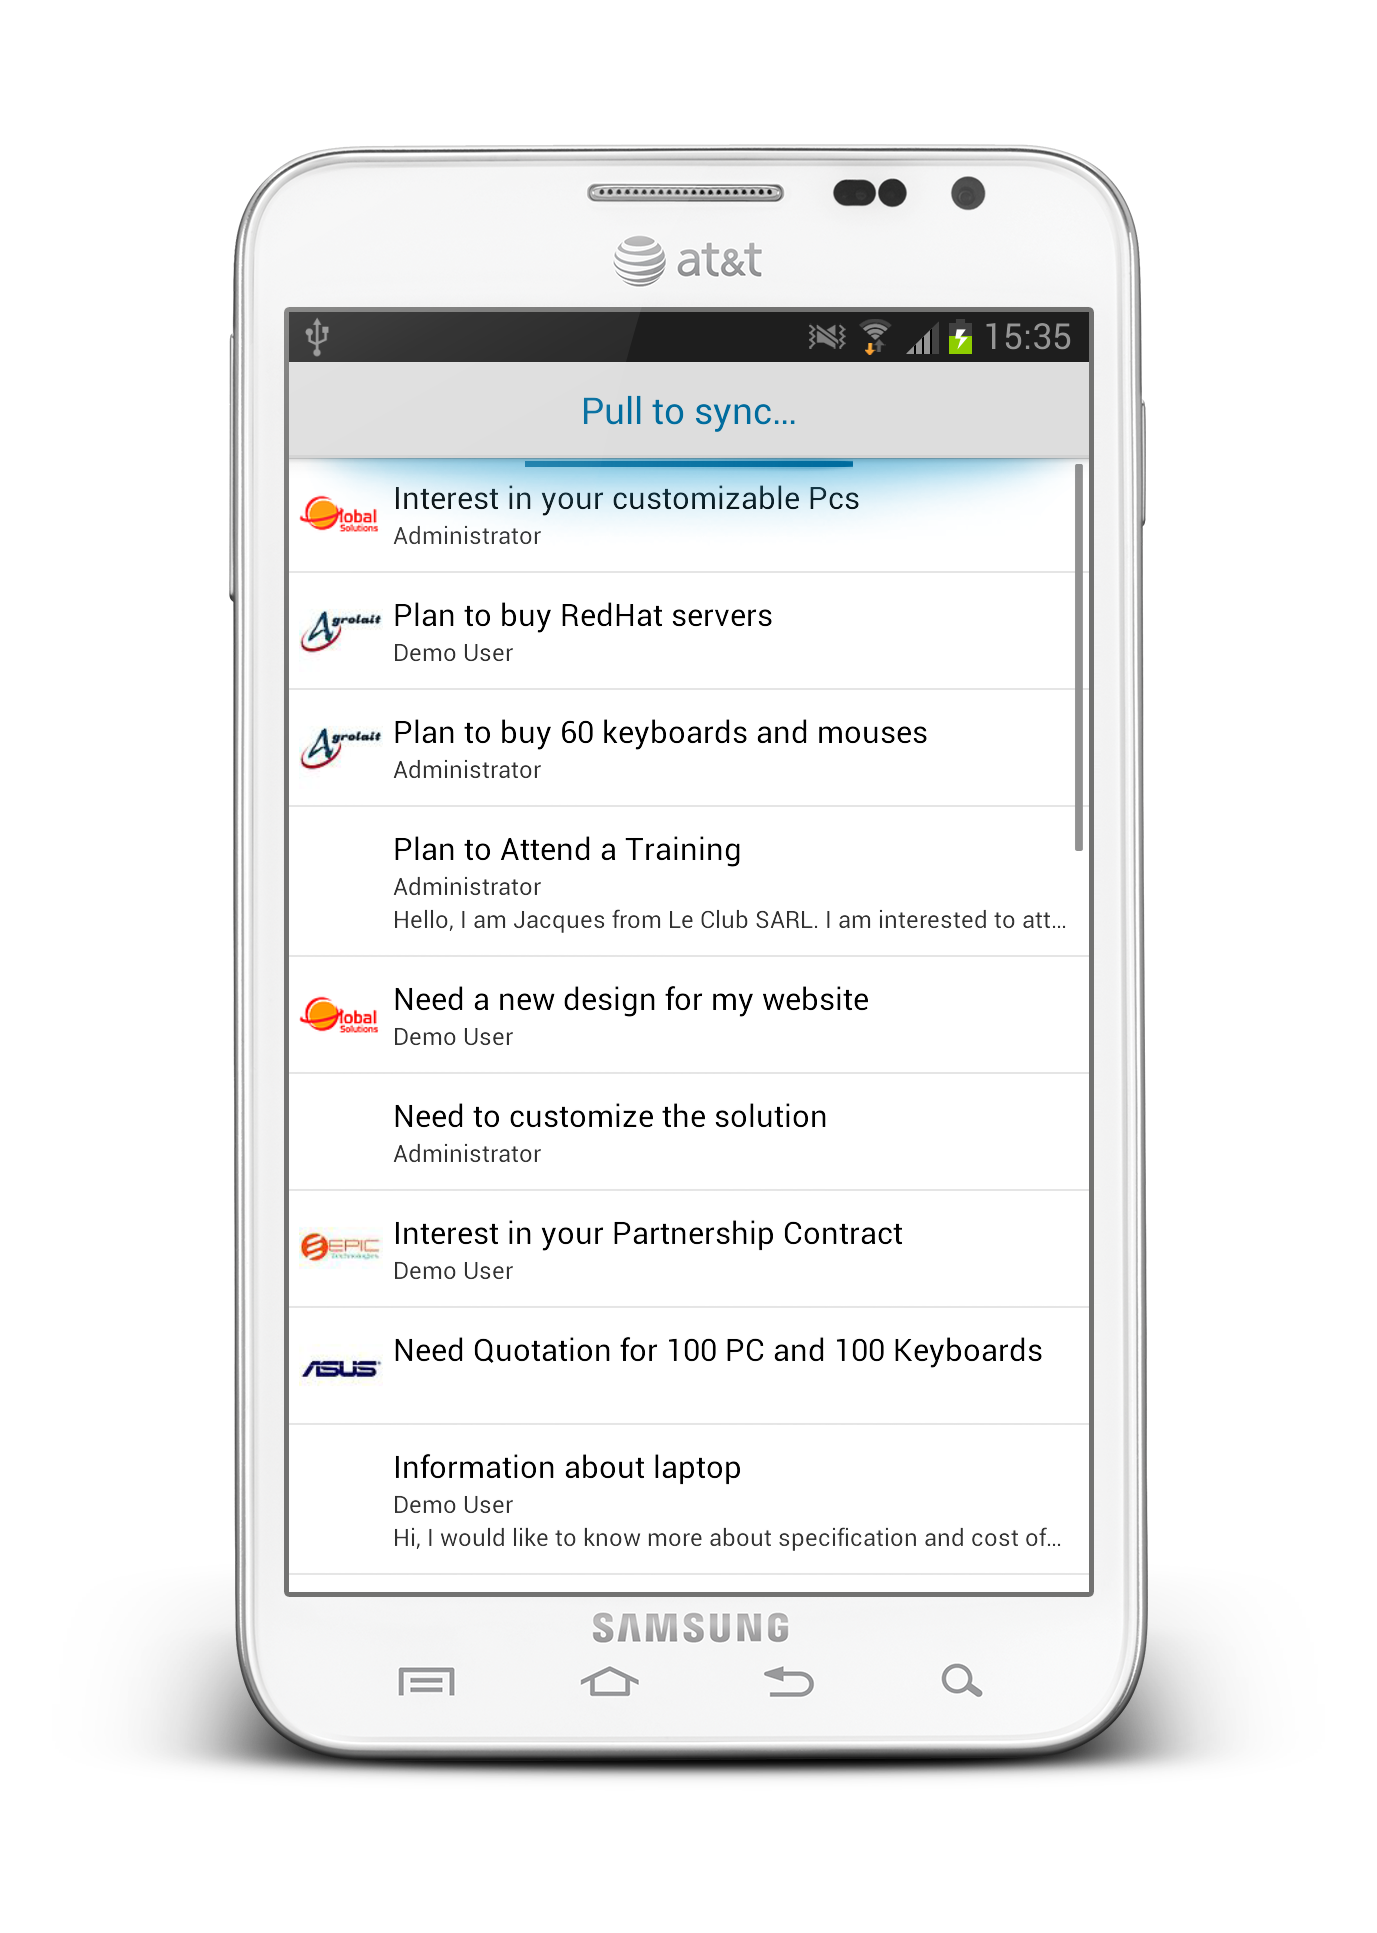 at&t
15:35
Pull to sync...
Interest in your customizable Pcs
Global
Solutions
Administrator
Agrolait
Plan to buy RedHat servers
Demo User
Agrolait
Plan to buy 60 keyboards and mouses
Administrator
Plan to Attend a Training
Administrator
Hello, I am Jacques from Le Club SARL. I am interested to att...
Global
Solutions
Need a new design for my website
Demo User
Need to customize the solution
Administrator
EPIC
Technologies
Interest in your Partnership Contract
Demo User
ASUS
Need Quotation for 100 PC and 100 Keyboards
Information about laptop
Demo User
Hi, I would like to know more about specification and cost of...
SAMSUNG